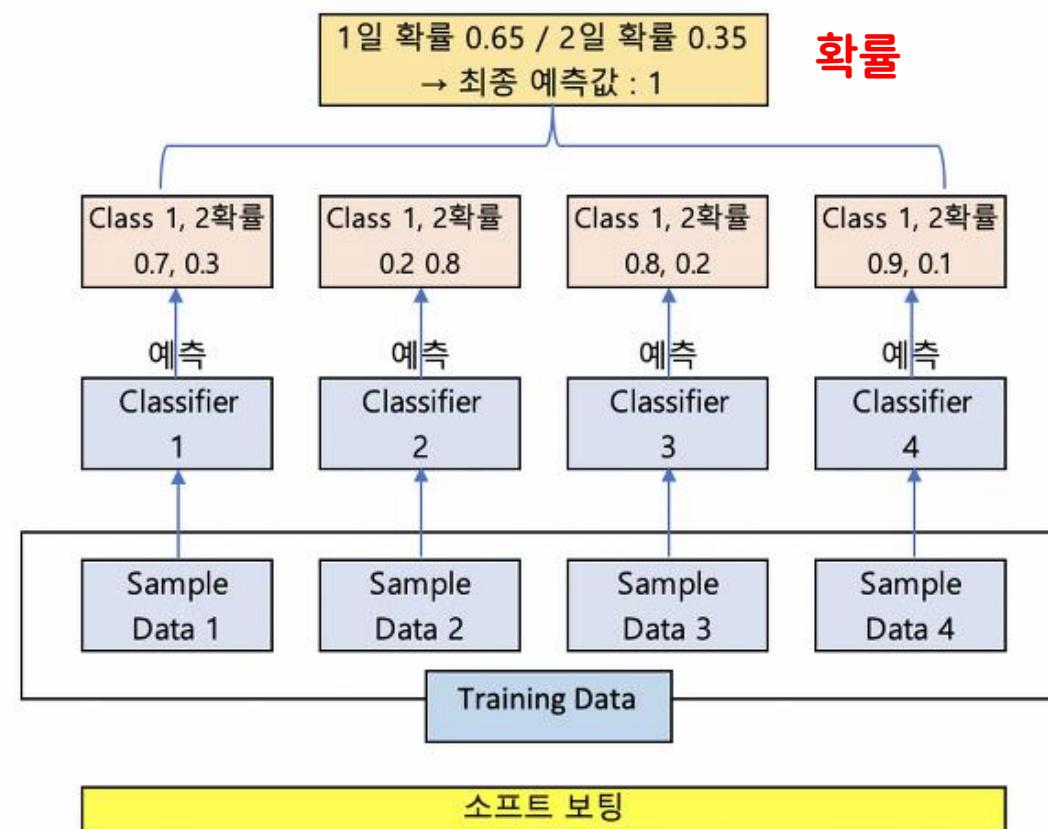 1일 확률 0.65 / 2일 확률 0.35
→ 최종 예측값 : 1
확률
Class 1, 2확률
0.7, 0.3
Class 1, 2확률
0.2 0.8
Class 1, 2확률
0.8, 0.2
Class 1, 2확률
0.9, 0.1
예측
예측
예측
예측
Classifier
1
Classifier
2
Classifier
3
Classifier
4
Sample
Data 1
Sample
Data 2
Sample
Data 3
Sample
Data 4
Training Data
소프트 보팅